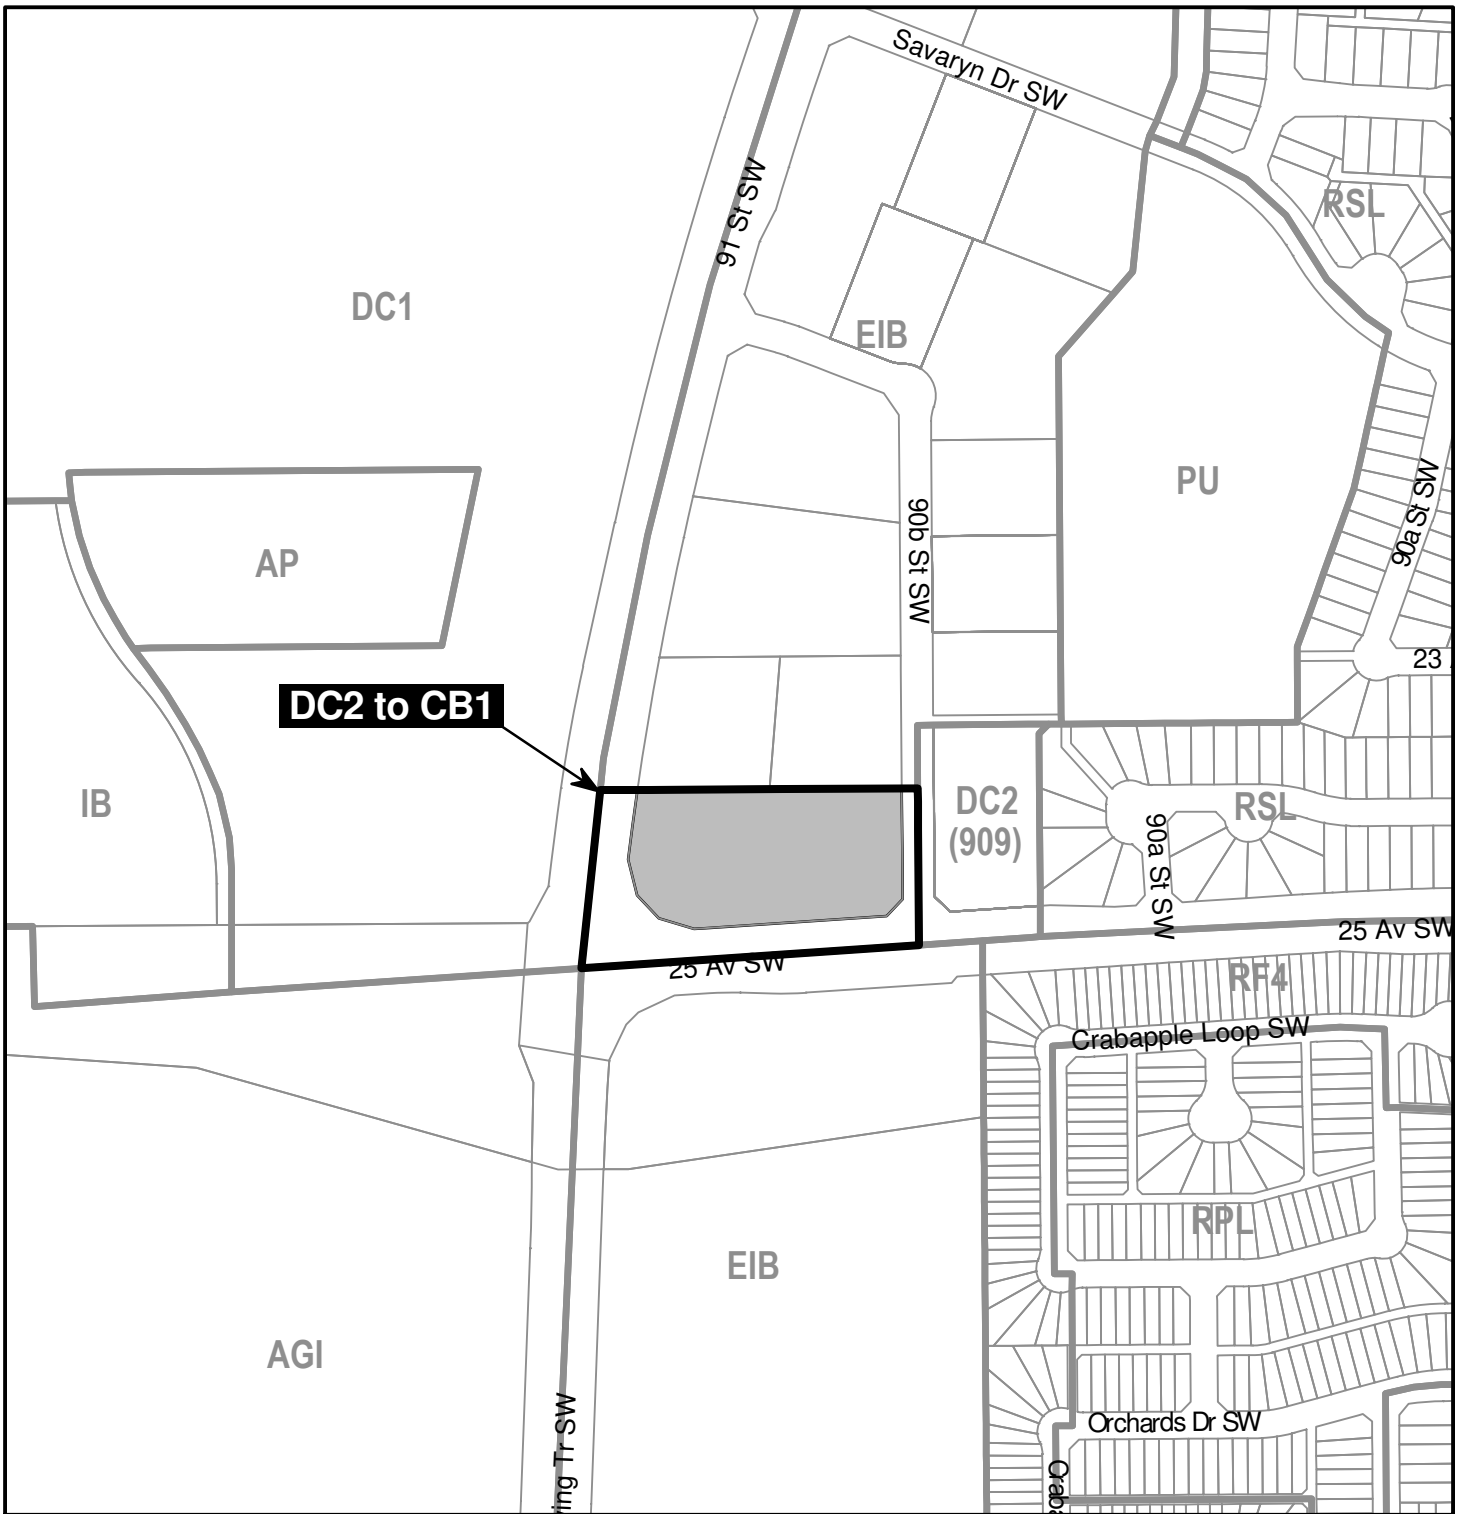 Savaryn Dr SW
91 St SW
RSL
DC1
EIB
PU
90a St SW
90b St SW
AP
23
DC2 to CB1
IB
DC2
(909)
RSL
90a St SW
25 Av SW
25 Av SW
RF4
Crabapple Loop SW
RPL
EIB
AGI
Orchards Dr SW
Tr SW